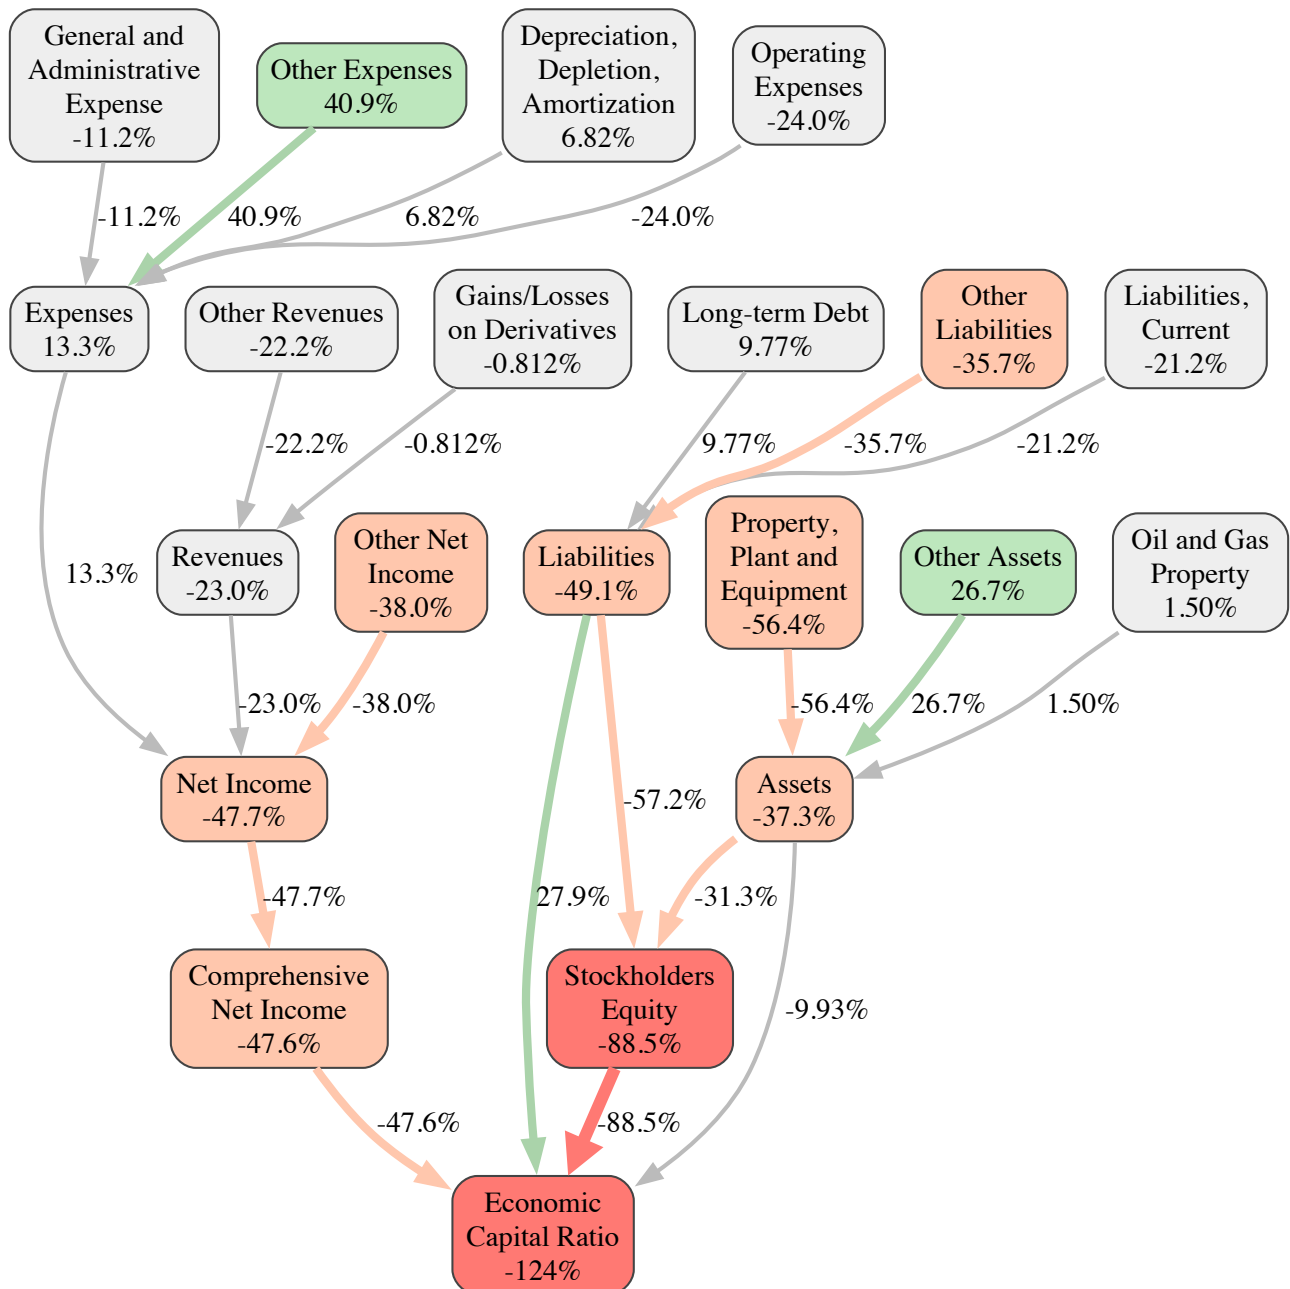 General and
Administrative
Expense
-11.2%
Other Expenses
40.9%
Depreciation,
Depletion,
Amortization
6.82%
Operating
Expenses
-24.0%
-11.2%
40.9%
6.82%
-24.0%
Expenses
13.3%
Other Revenues
-22.2%
Gains/Losses
on Derivatives
-0.812%
Long-term Debt
9.77%
Other
Liabilities
-35.7%
Liabilities,
Current
-21.2%
-22.2%
-0.812%
9.77%
-35.7%
-21.2%
13.3%
Revenues
-23.0%
Other Net
Income
-38.0%
Liabilities
-49.1%
Property,
Plant and
Equipment
-56.4%
Other Assets
26.7%
Oil and Gas
Property
1.50%
-23.0%
-38.0%
-56.4%
26.7%
1.50%
Net Income
-47.7%
-57.2%
Assets
-37.3%
-47.7%
27.9%
-31.3%
Comprehensive
Net Income
-47.6%
Stockholders
Equity
-88.5%
-9.93%
-47.6%
-88.5%
Economic
Capital Ratio
-124%